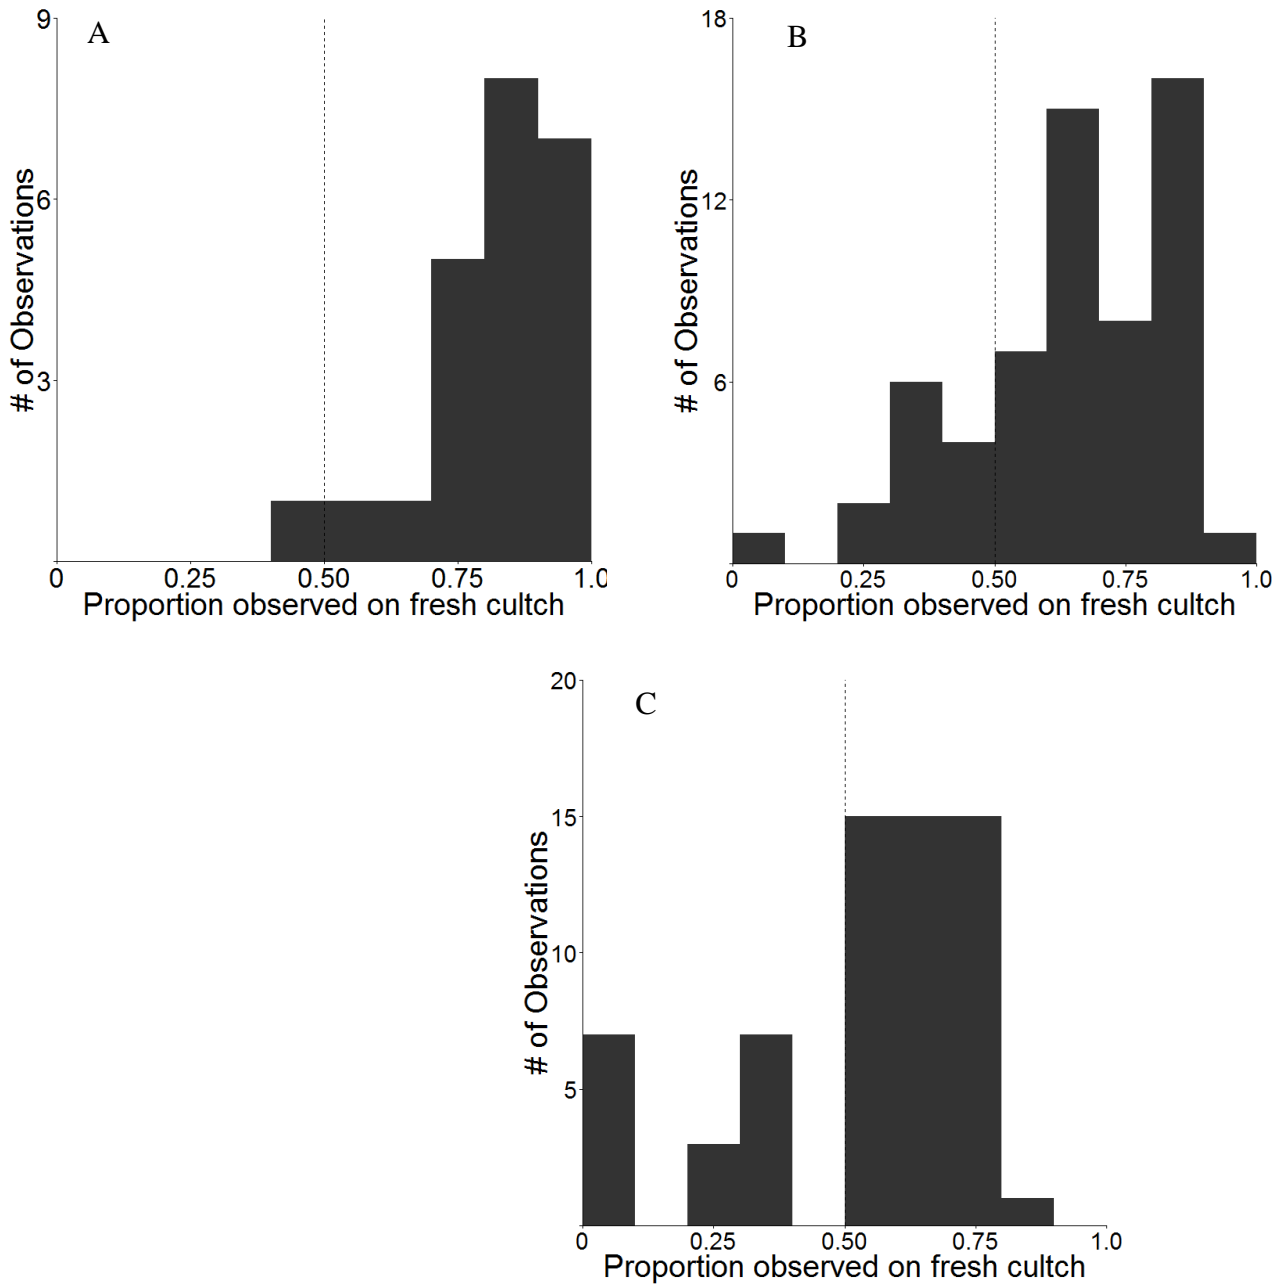 A
9
6
3
# of Observations
0 0.25 0.50 0.75 1.0
Proportion observed on fresh cultch
B
18
12
6
# of Observations
0 0.25 0.50 0.75 1.0
Proportion observed on fresh cultch
C
20
15
10
5
# of Observations
0 0.25 0.50 0.75 1.0
Proportion observed on fresh cultch